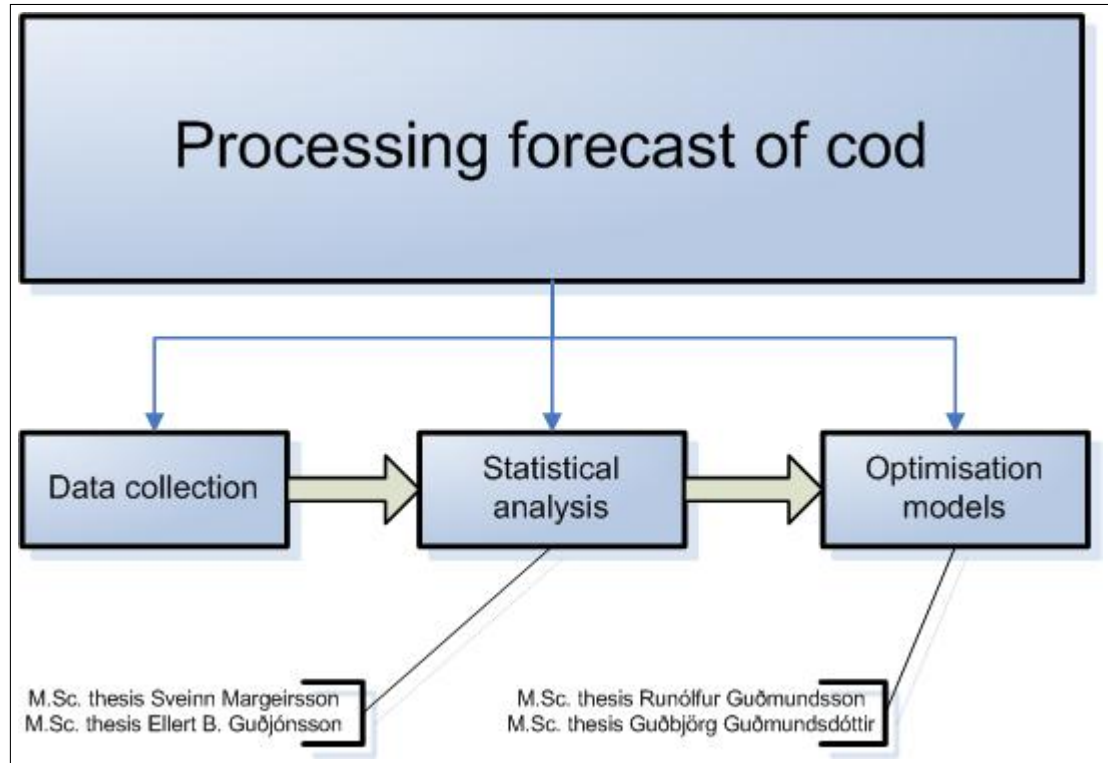 Processing forecast of cod
Data collection
Statistical
analysis
Optimisation
models
M.Sc. thesis Sveinn Margeirsson
M.Sc. thesis Ellert B. Guðjónsson
M.Sc. thesis Runólfur Guðmundsson
M.Sc. thesis Guðbjörg Guðmundsdóttir